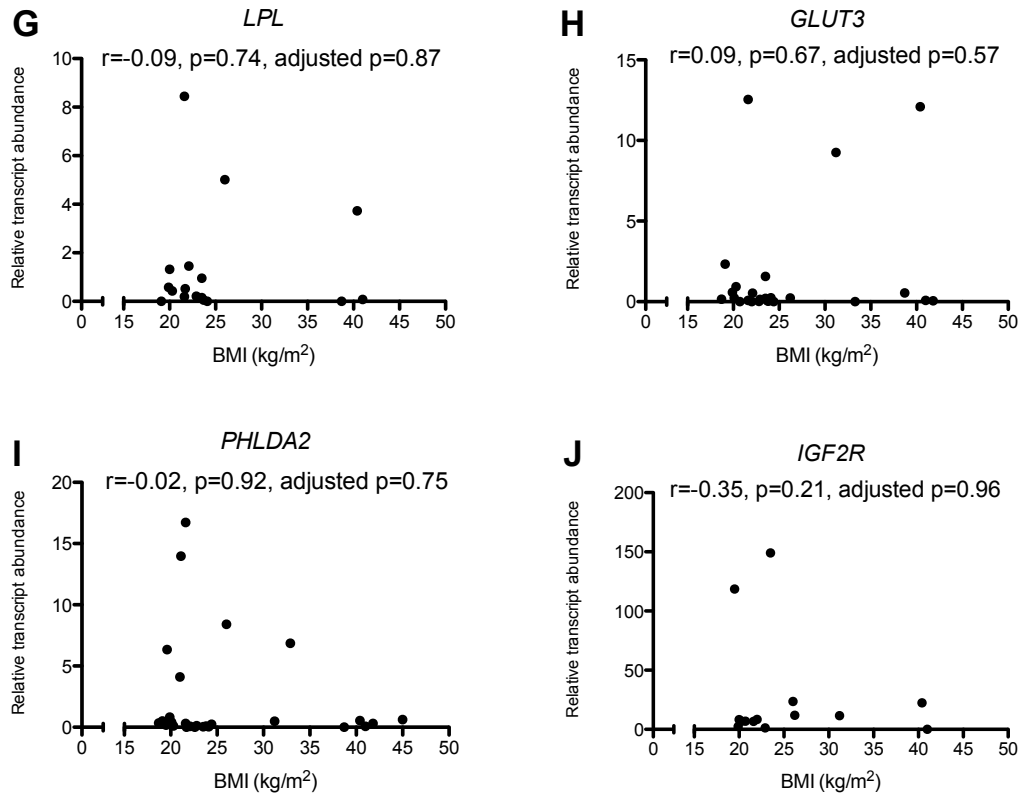 G
LPL
r=-0.09, p=0.74, adjusted p=0.87
Relative transcript abundance
10
8
6
4
2
0
0 15 20 25 30 35 40 45 50
BMI (kg/m²)
H
GLUT3
r=0.09, p=0.67, adjusted p=0.57
Relative transcript abundance
15
10
5
0
0 15 20 25 30 35 40 45 50
BMI (kg/m²)
I
PHLDA2
r=-0.02, p=0.92, adjusted p=0.75
Relative transcript abundance
20
15
10
5
0
0 15 20 25 30 35 40 45 50
BMI (kg/m²)
J
IGF2R
r=-0.35, p=0.21, adjusted p=0.96
Relative transcript abundance
200
150
100
50
0
0 15 20 25 30 35 40 45 50
BMI (kg/m²)